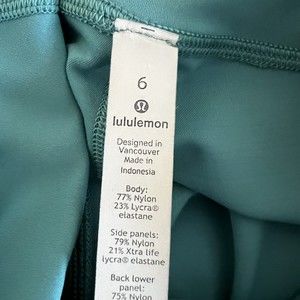 6
lululemon
Designed in
Vancouver
Made in
Indonesia
Body:
77% Nylon
23% Lycra®
elastane
Side panels:
79% Nylon
21% Xtra life
lycra® elastane
Back lower
panel:
75% Nylon